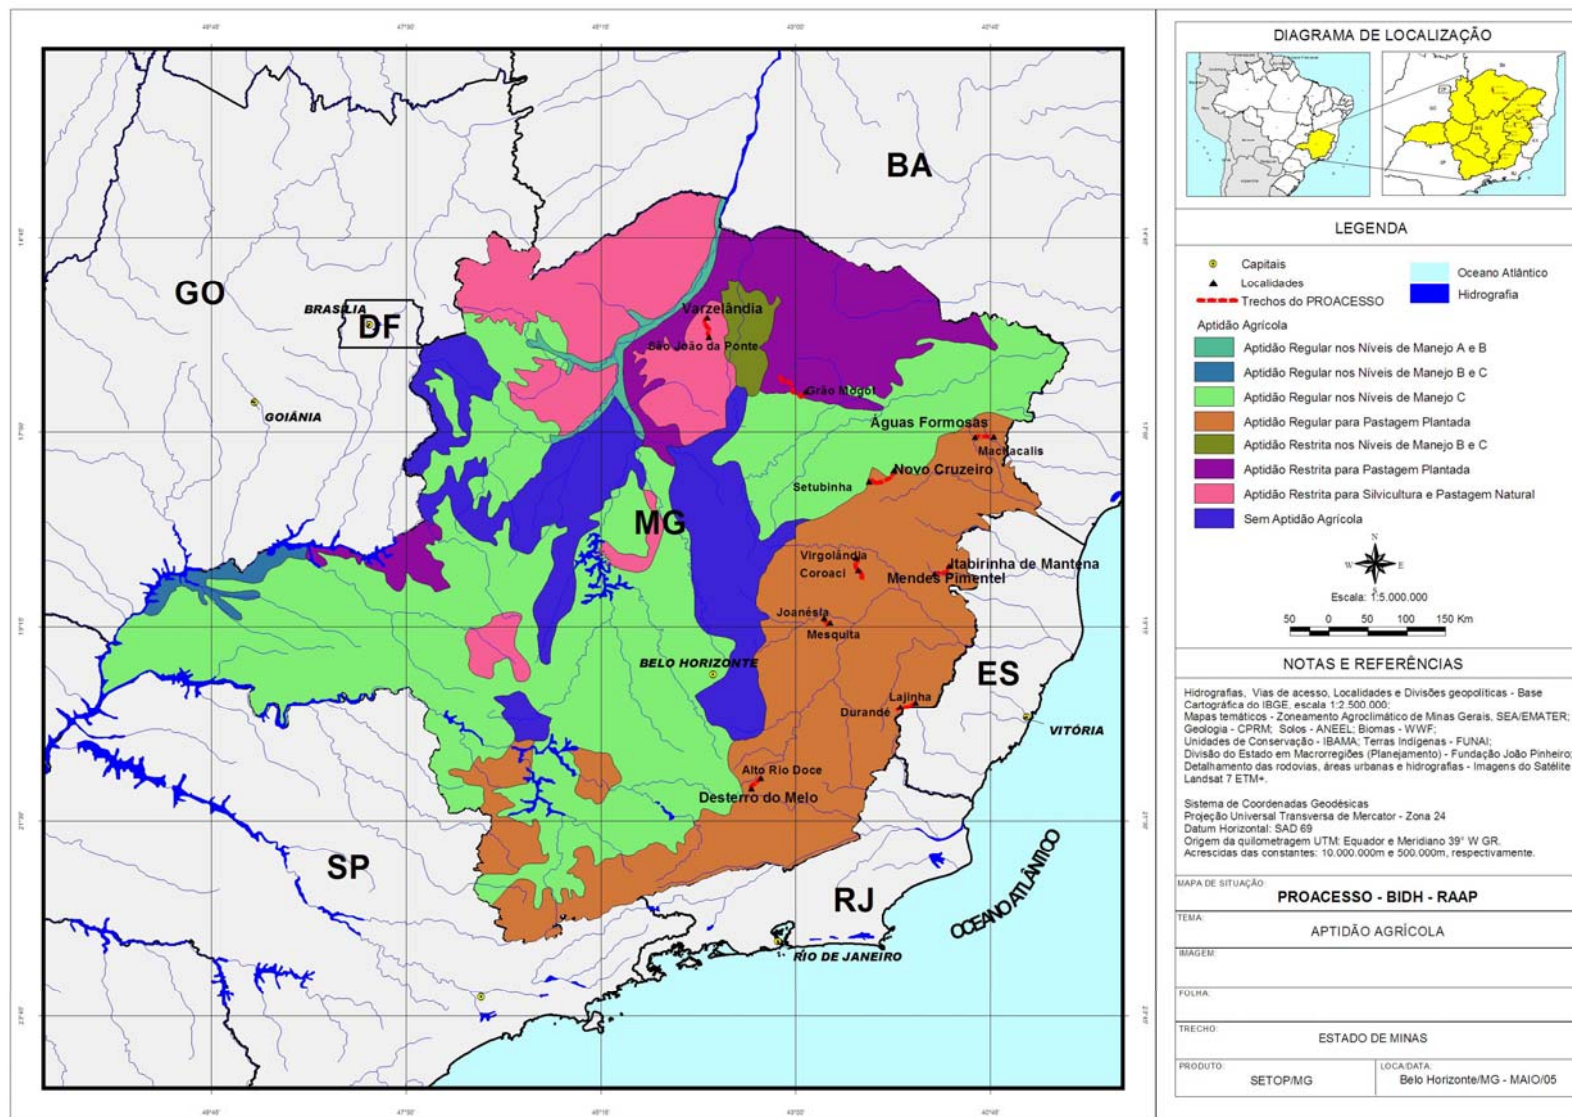 BA
GO
BRASÍLIA
DF
GOIÂNIA
Varzelândia
São João da Ponte
Grão Mogol
Águas Formosas
Machacalis
Novo Cruzeiro
Setubinha
MG
Virgolândia
Coroaci
Itabirinha de Mantena
Mendes Pimentel
Joanésia
Mesquita
BELO HORIZONTE
ES
Lajinha
Durandé
VITÓRIA
Alto Rio Doce
Desterro do Melo
SP
RJ
OCEANO ATLÂNTICO
RIO DE JANEIRO
DIAGRAMA DE LOCALIZAÇÃO
LEGENDA
Capitais
Localidades
Trechos do PROACESSO
Oceano Atlântico
Hidrografia
Aptidão Agrícola
Aptidão Regular nos Níveis de Manejo A e B
Aptidão Regular nos Níveis de Manejo B e C
Aptidão Regular nos Níveis de Manejo C
Aptidão Regular para Pastagem Plantada
Aptidão Restrita nos Níveis de Manejo B e C
Aptidão Restrita para Pastagem Plantada
Aptidão Restrita para Silvicultura e Pastagem Natural
Sem Aptidão Agrícola
N
W E
S
Escala: 1:5.000.000
50 0 50 100 150 Km
NOTAS E REFERÊNCIAS
Hidrografias, Vias de acesso, Localidades e Divisões geopolíticas - Base
Cartográfica do IBGE, escala 1:2.500.000;
Mapas temáticos - Zoneamento Agroclimático de Minas Gerais, SEA/EMATER;
Geologia - CPRM; Solos - ANEEL; Biomas - WWF;
Unidades de Conservação - IBAMA; Terras Indígenas - FUNAI;
Divisão do Estado em Macrorregiões (Planejamento) - Fundação João Pinheiro;
Detalhamento das rodovias, áreas urbanas e hidrografias - Imagens do Satélite
Landsat 7 ETM+.
Sistema de Coordenadas Geodésicas
Projeção Universal Transversa de Mercator - Zona 24
Datum Horizontal: SAD 69
Origem da quilometragem UTM: Equador e Meridiano 39° W GR.
Acrescidas das constantes: 10.000.000m e 500.000m, respectivamente.
MAPA DE SITUAÇÃO:
PROACESSO - BIDH - RAAP
TEMA:
APTIDÃO AGRÍCOLA
IMAGEM:
FOLHA:
TRECHO:
ESTADO DE MINAS
PRODUTO:
SETOP/MG
LOCA/DATA:
Belo Horizonte/MG - MAIO/05